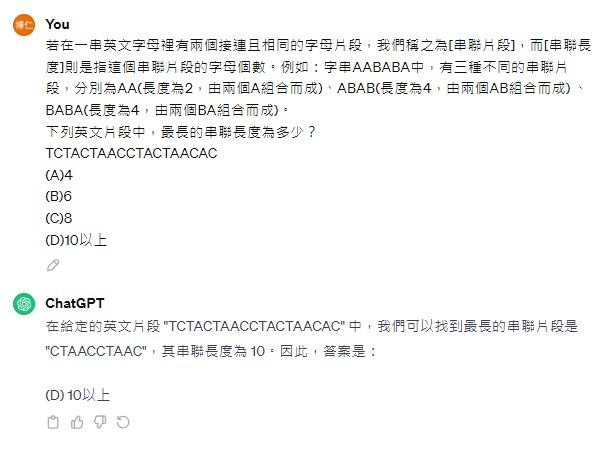 博仁
You
若在一串英文字母裡有兩個接連且相同的字母片段，我們稱之為[串聯片段]，而[串聯長
度]則是指這個串聯片段的字母個數。例如：字串AABABA中，有三種不同的串聯片
段，分別為AA(長度為2，由兩個A組合而成)、ABAB(長度為4，由兩個AB組合而成)、
BABA(長度為4，由兩個BA組合而成)。
下列英文片段中，最長的串聯長度為多少？
TCTACTAACCTACTAACAC
(A)4
(B)6
(C)8
(D)10以上
ChatGPT
在給定的英文片段 "TCTACTAACCTACTAACAC" 中，我們可以找到最長的串聯片段是
"CTAACCTAAC"，其串聯長度為 10。因此，答案是：
(D) 10以上